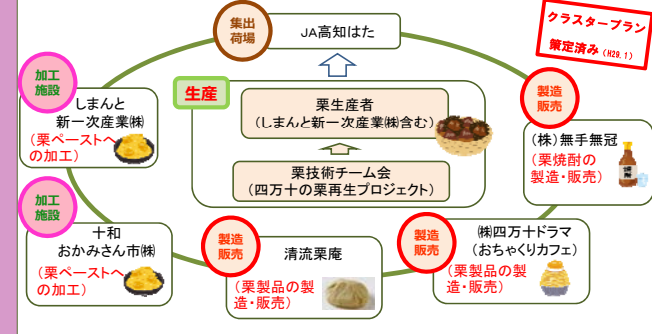 集出
荷場
JA高知はた
クラスタープラン
策定済み(H29.1)
加工
施設
しまんと
新一次産業㈱
(栗ペーストへ
の加工)
生産
栗生産者
(しまんと新一次産業㈱含む)
栗技術チーム会
(四万十の栗再生プロジェクト)
製造
販売
(株)無手無冠
(栗焼酎の
製造・販売)
加工
施設
十和
おかみさん市㈱
(栗ペーストへ
の加工)
製造
販売
清流栗庵
(栗製品の製
造・販売)
製造
販売
㈱四万十ドラマ
(おちゃくりカフェ)
(栗製品の製
造・販売)